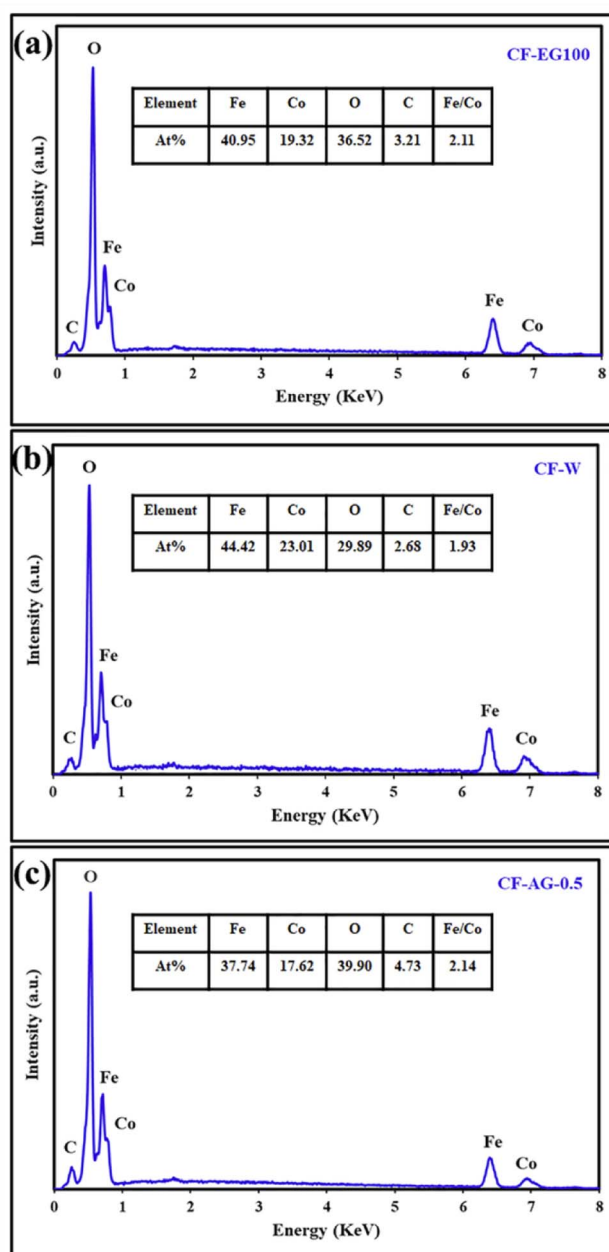 (a)
O
CF-EG100
Element Fe Co O C Fe/Co
At% 40.95 19.32 36.52 3.21 2.11
Intensity (a.u.)
Fe
Co
C
Fe
Co
0 1 2 3 4 5 6 7 8
Energy (KeV)
(b)
O
CF-W
Element Fe Co O C Fe/Co
At% 44.42 23.01 29.89 2.68 1.93
Intensity (a.u.)
Fe
Co
C
Fe
Co
0 1 2 3 4 5 6 7 8
Energy (KeV)
(c)
O
CF-AG-0.5
Element Fe Co O C Fe/Co
At% 37.74 17.62 39.90 4.73 2.14
Intensity (a.u.)
Fe
Co
C
Fe
Co
0 1 2 3 4 5 6 7 8
Energy (KeV)